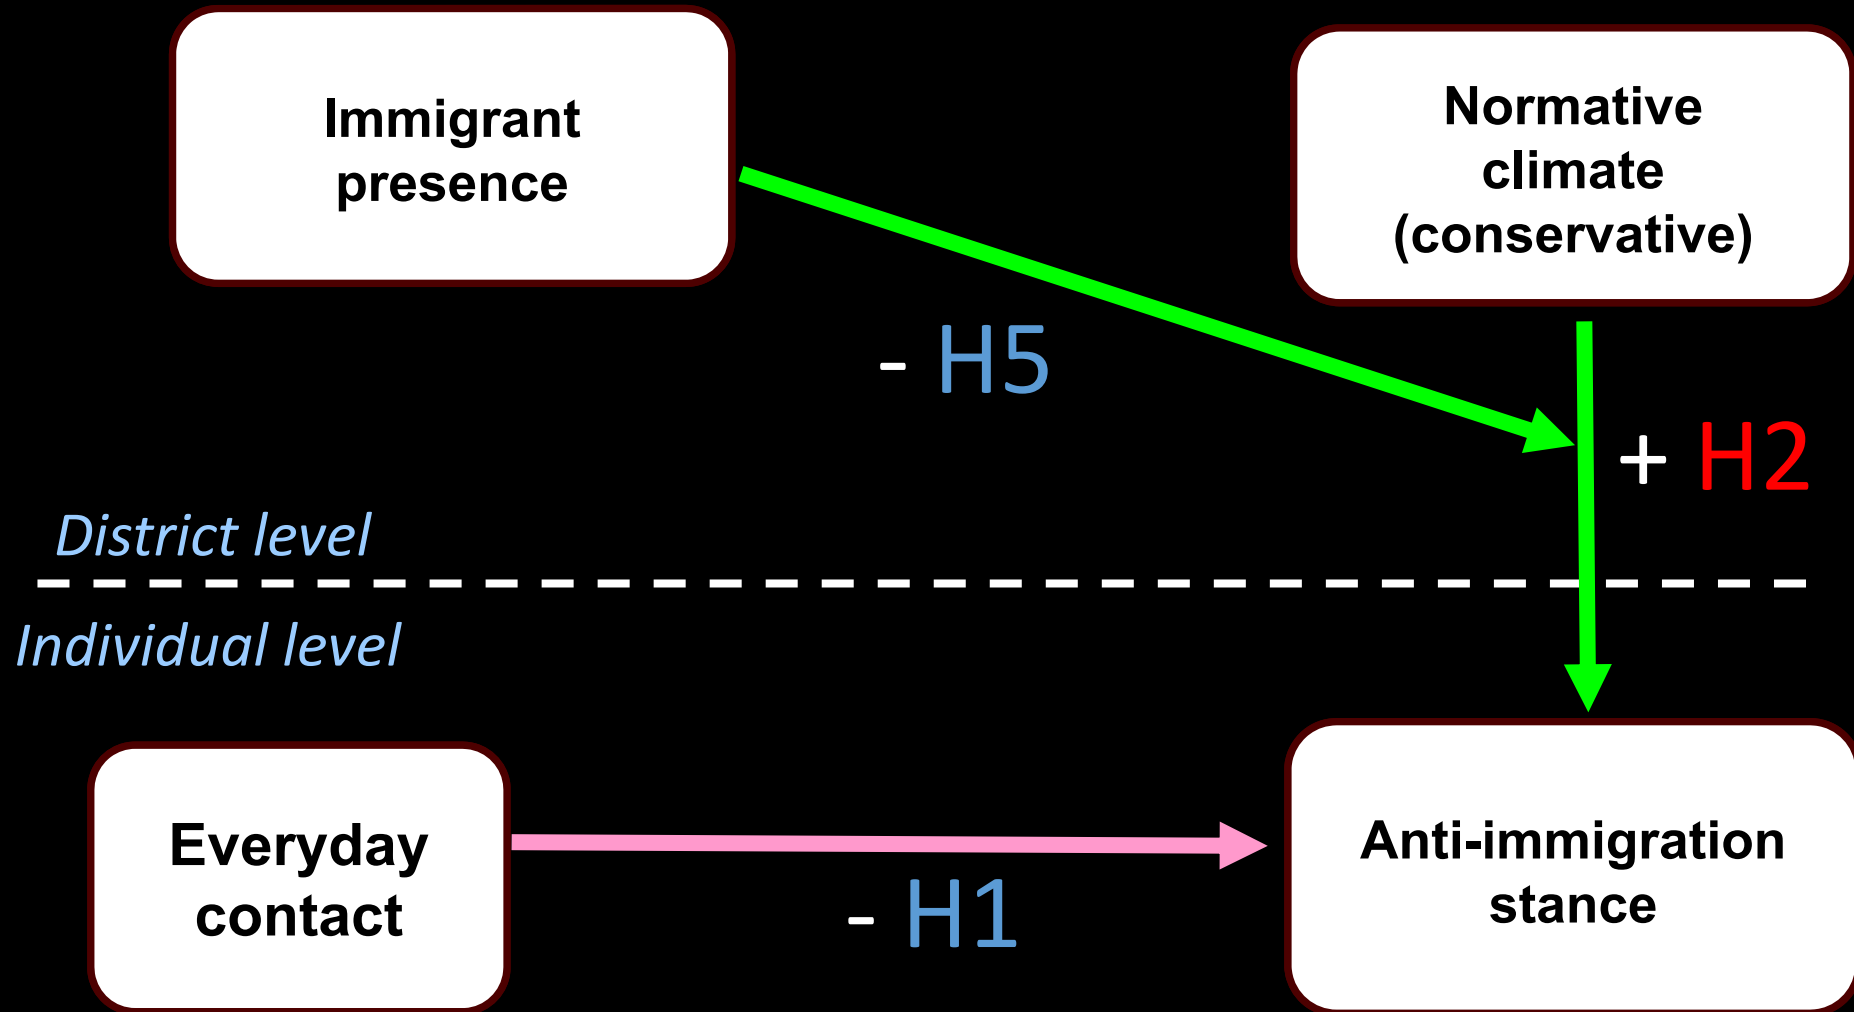 Immigrant
presence
Normative
climate
(conservative)
- H5
+ H2
District level
Individual level
Everyday
contact
- H1
Anti-immigration
stance